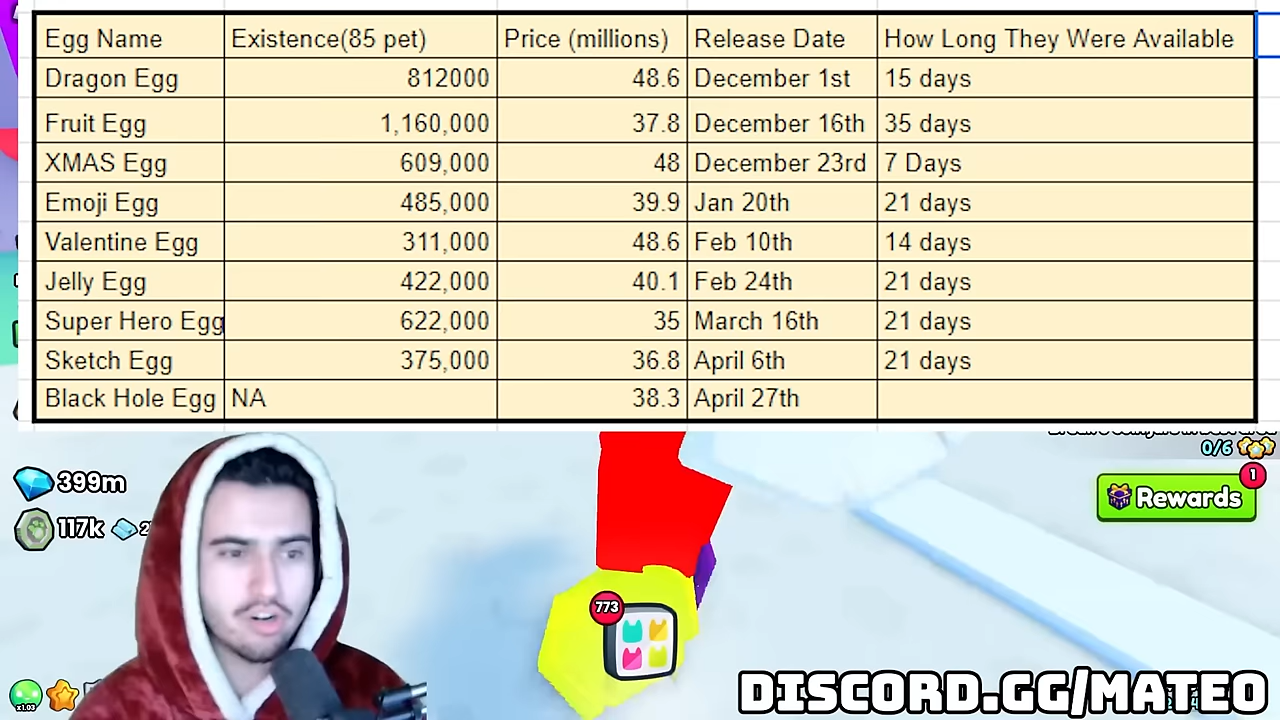 Egg Name Existence(85 pet) Price (millions) Release Date How Long They Were Available
Dragon Egg 812000 48.6 December 1st 15 days
Fruit Egg 1,160,000 37.8 December 16th 35 days
XMAS Egg 609,000 48 December 23rd 7 Days
Emoji Egg 485,000 39.9 Jan 20th 21 days
Valentine Egg 311,000 48.6 Feb 10th 14 days
Jelly Egg 422,000 40.1 Feb 24th 21 days
Super Hero Egg 622,000 35 March 16th 21 days
Sketch Egg 375,000 36.8 April 6th 21 days
Black Hole Egg NA 38.3 April 27th
0/6
399m
1
Rewards
117k
773
x1.03
DISCORD.GG/MATEO